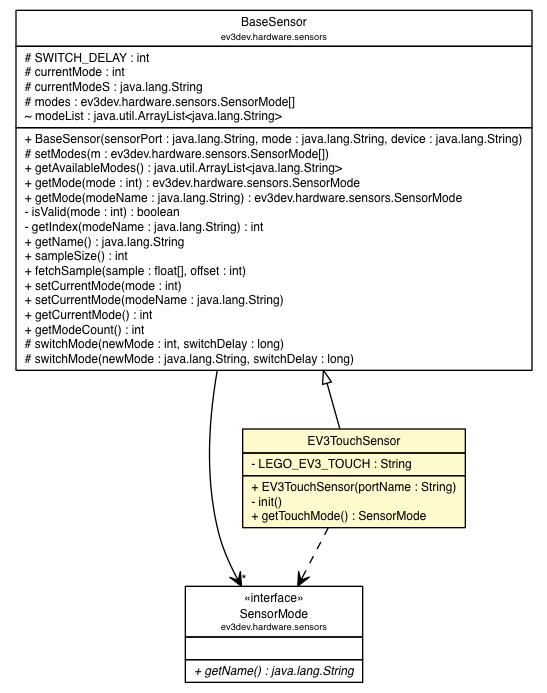 BaseSensor
ev3dev.hardware.sensors
# SWITCH_DELAY : int
# currentMode : int
# currentModeS : java.lang.String
# modes : ev3dev.hardware.sensors.SensorMode[]
~ modeList : java.util.ArrayList<java.lang.String>
+ BaseSensor(sensorPort : java.lang.String, mode : java.lang.String, device : java.lang.String)
# setModes(m : ev3dev.hardware.sensors.SensorMode[])
+ getAvailableModes() : java.util.ArrayList<java.lang.String>
+ getMode(mode : int) : ev3dev.hardware.sensors.SensorMode
+ getMode(modeName : java.lang.String) : ev3dev.hardware.sensors.SensorMode
- isValid(mode : int) : boolean
- getIndex(modeName : java.lang.String) : int
+ getName() : java.lang.String
+ sampleSize() : int
+ fetchSample(sample : float[], offset : int)
+ setCurrentMode(mode : int)
+ setCurrentMode(modeName : java.lang.String)
+ getCurrentMode() : int
+ getModeCount() : int
# switchMode(newMode : int, switchDelay : long)
# switchMode(newMode : java.lang.String, switchDelay : long)
EV3TouchSensor
- LEGO_EV3_TOUCH : String
+ EV3TouchSensor(portName : String)
- init()
+ getTouchMode() : SensorMode
*
«interface»
SensorMode
ev3dev.hardware.sensors
+ getName() : java.lang.String